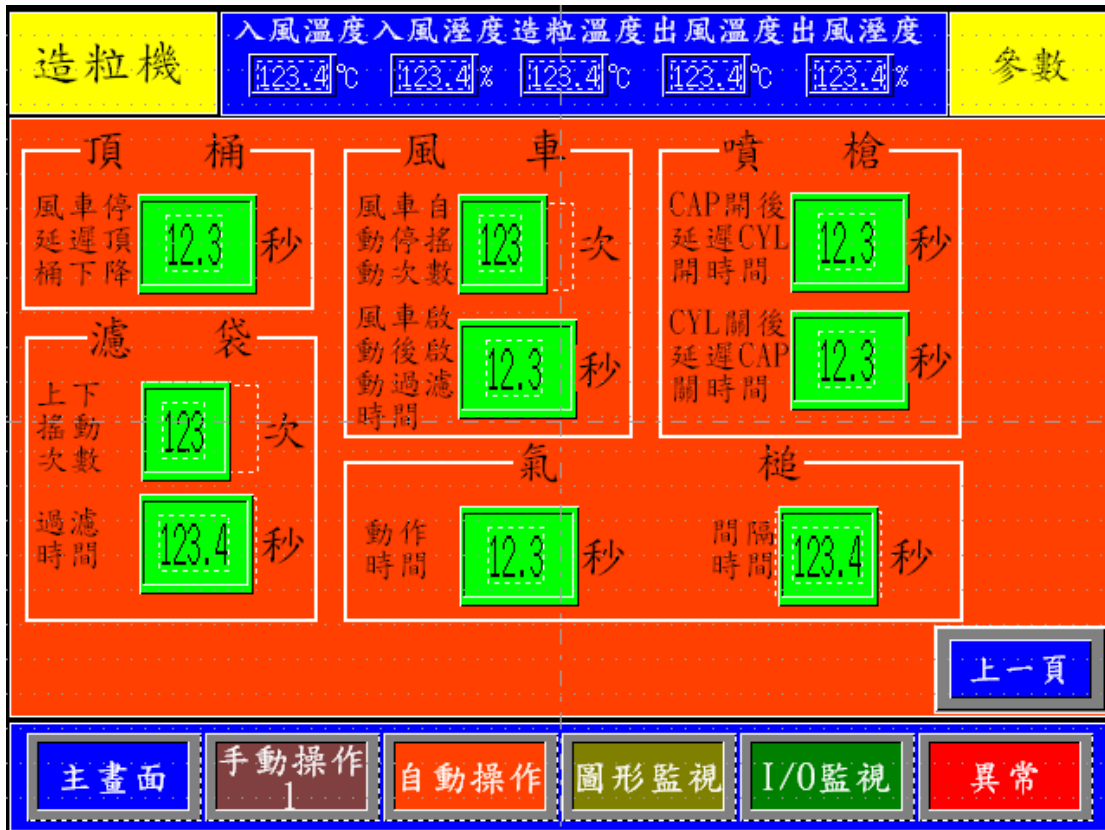 造粒機
入風溫度 入風溼度 造粒溫度 出風溫度 出風溼度
123.4 ℃ 123.4 % 123.4 ℃ 123.4 ℃ 123.4 %
參數
頂 桶
風車停
延遲頂
桶下降
12.3 秒
濾 袋
上下
搖動
次數
123 次
過濾
時間
123.4 秒
風 車
風車自
動停搖
動次數
123 次
風車啟
動後啟
動過濾
時間
12.3 秒
噴 槍
CAP開後
延遲CYL
開時間
12.3 秒
CYL關後
延遲CAP
關時間
12.3 秒
氣 槌
動作
時間
12.3 秒
間隔
時間
123.4 秒
上一頁
主畫面
手動操作
1
自動操作
圖形監視
I/O監視
異常